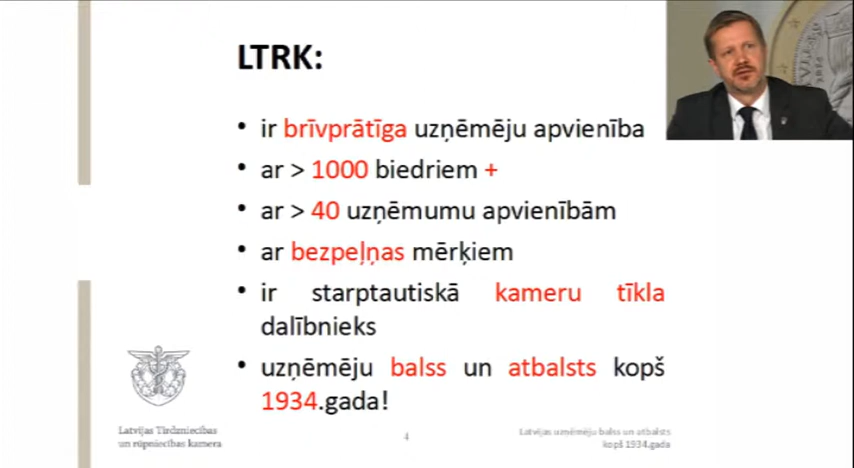 LTRK:
• ir brīvprātīga uzņēmēju apvienība
• ar > 1000 biedriem +
• ar > 40 uzņēmumu apvienībām
• ar bezpeļņas mērķiem
• ir starptautiskā kameru tīkla
dalībnieks
• uzņēmēju balss un atbalsts kopš
1934.gada!
Latvijas Tirdzniecības
un rūpniecības kamera
4
Latvijas uzņēmēju balss un atbalsts
kopš 1934.gada